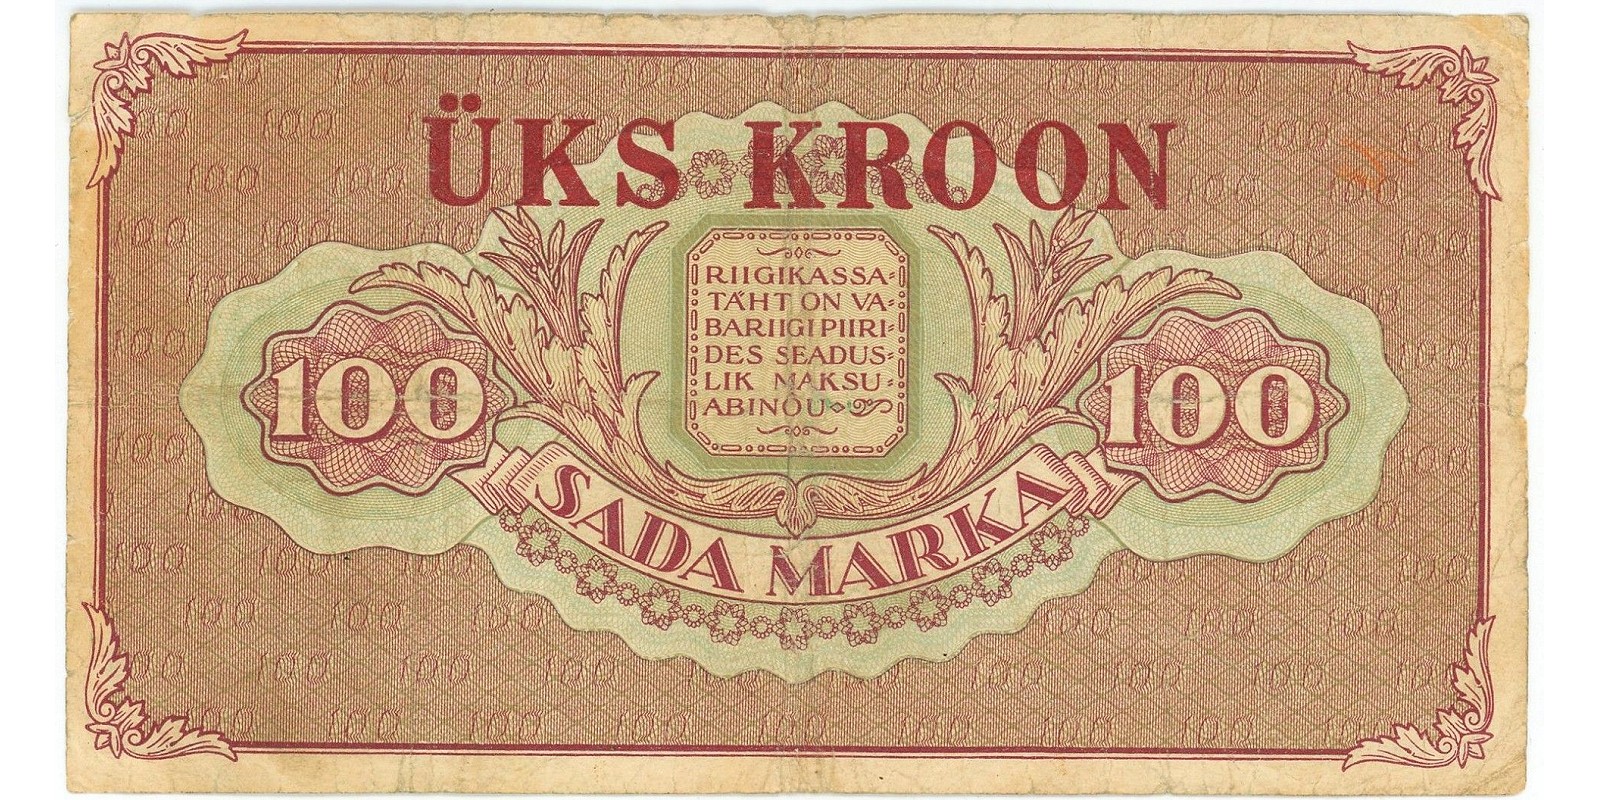 ÜKS KROON
RIIGIKASSA=
TÄHT ON VA=
BARIIGI PIIRI=
DES SEADUS=
LIK MAKSU=
ABINÕU
100
100
SADA MARKA